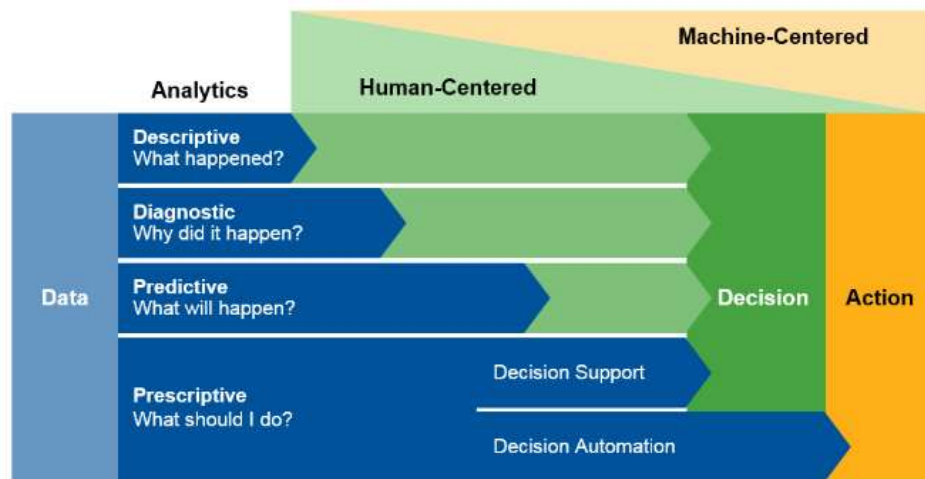 Machine-Centered
Human-Centered
Analytics
Descriptive
What happened?
Diagnostic
Why did it happen?
Predictive
What will happen?
Data
Decision
Action
Prescriptive
What should I do?
Decision Support
Decision Automation